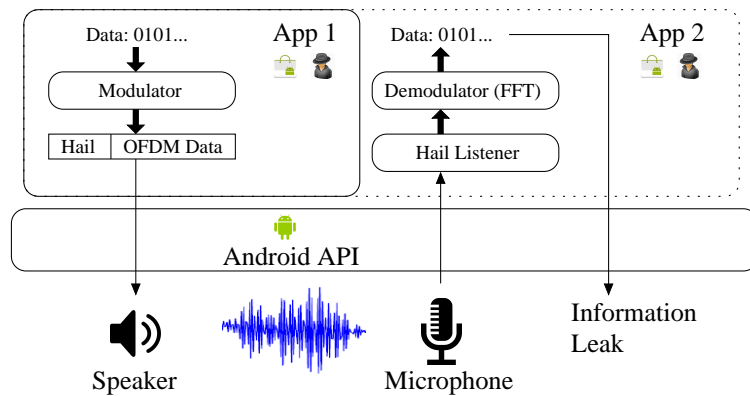 Data: 0101...
App 1
Modulator
Hail
OFDM Data
Data: 0101...
App 2
Demodulator (FFT)
Hail Listener
Android API
Speaker
Microphone
Information
Leak